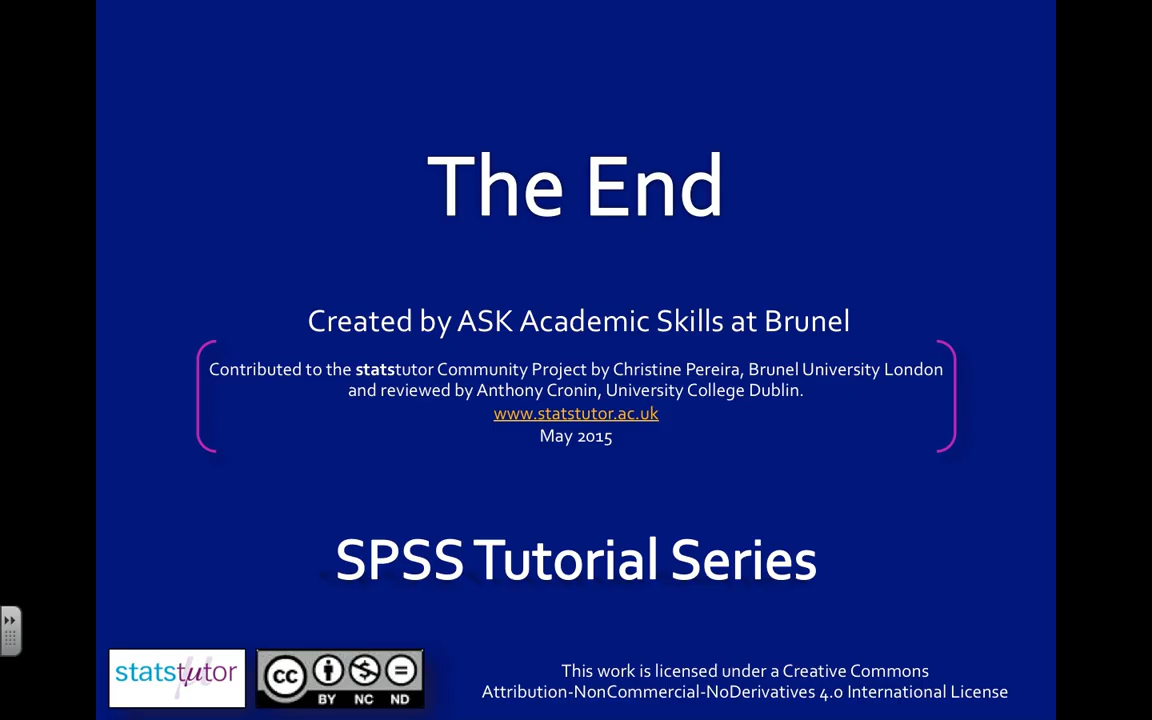 The End
Created by ASK Academic Skills at Brunel
Contributed to the statstutor Community Project by Christine Pereira, Brunel University London
and reviewed by Anthony Cronin, University College Dublin.
www.statstutor.ac.uk
May 2015
SPSS Tutorial Series
statstutor
cc
BY NC ND
This work is licensed under a Creative Commons
Attribution-NonCommercial-NoDerivatives 4.0 International License